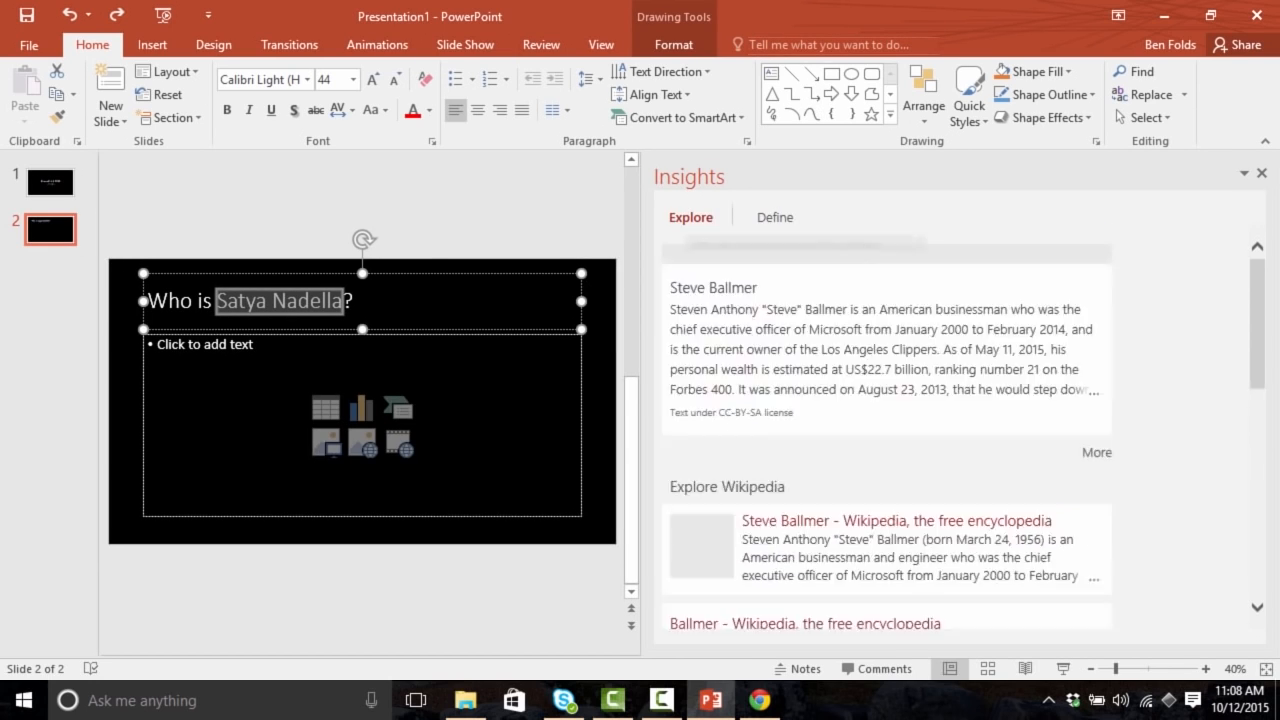 Presentation1 - PowerPoint
Drawing Tools
File
Home
Insert
Design
Transitions
Animations
Slide Show
Review
View
Format
Tell me what you want to do...
Ben Folds
Share
Paste
New
Slide
Layout
Reset
Section
Calibri Light (H
44
B I U S abc AV Aa A
Text Direction
Align Text
Convert to SmartArt
Arrange
Quick
Styles
Shape Fill
Shape Outline
Shape Effects
Find
Replace
Select
Clipboard
Slides
Font
Paragraph
Drawing
Editing
1
2
Who is Satya Nadella?
• Click to add text
Insights
Explore
Define
Steve Ballmer
Steven Anthony "Steve" Ballmer is an American businessman who was the
chief executive officer of Microsoft from January 2000 to February 2014, and
is the current owner of the Los Angeles Clippers. As of May 11, 2015, his
personal wealth is estimated at US$22.7 billion, ranking number 21 on the
Forbes 400. It was announced on August 23, 2013, that he would step down...
Text under CC-BY-SA license
More
Explore Wikipedia
Steve Ballmer - Wikipedia, the free encyclopedia
Steven Anthony "Steve" Ballmer (born March 24, 1956) is an
American businessman and engineer who was the chief
executive officer of Microsoft from January 2000 to February ...
Ballmer - Wikipedia, the free encyclopedia
Slide 2 of 2
Notes
Comments
40%
Ask me anything
11:08 AM
10/12/2015